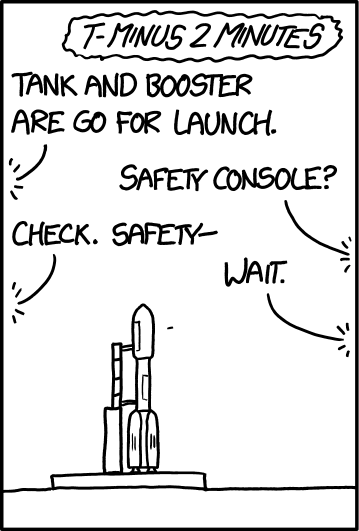 T-MINUS 2 MINUTES
TANK AND BOOSTER
ARE GO FOR LAUNCH.
SAFETY CONSOLE?
CHECK. SAFETY—
WAIT.